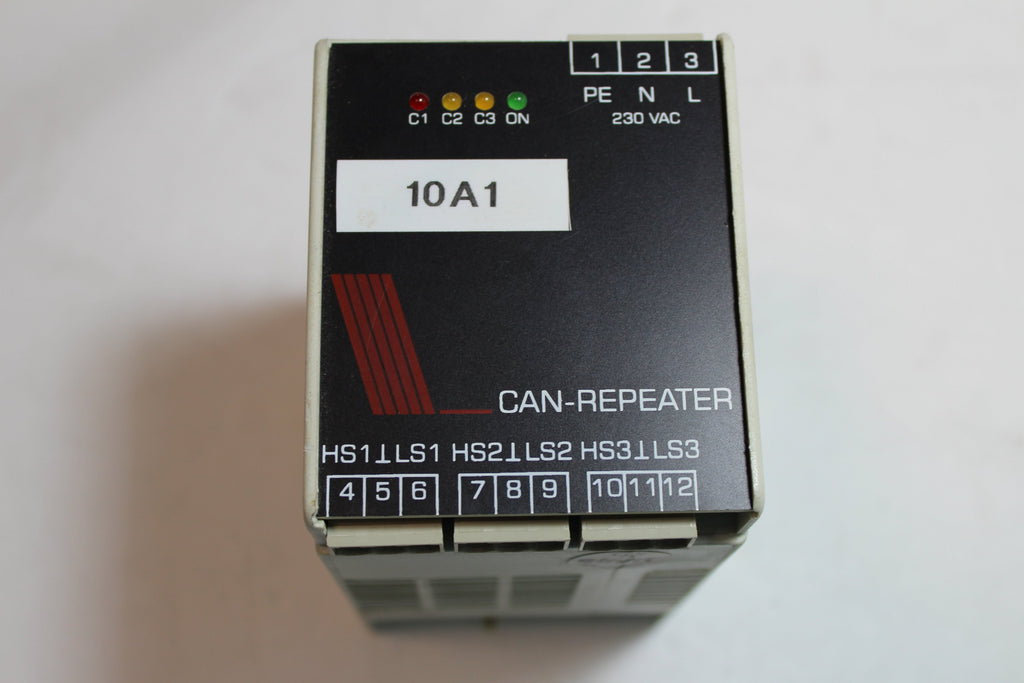 1 2 3
PE N L
230 VAC
C1 C2 C3 ON
10A1
CAN-REPEATER
HS1⊥LS1 HS2⊥LS2 HS3⊥LS3
4 5 6 7 8 9 10 11 12